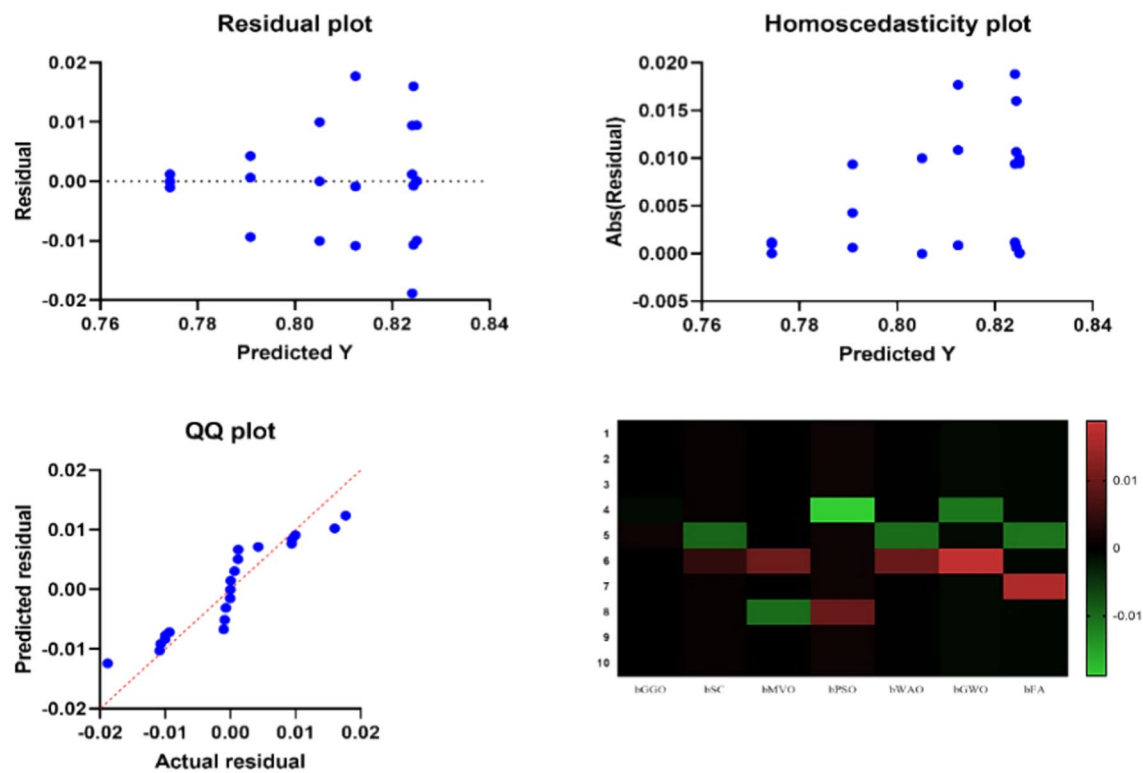 Residual plot
0.02
0.01
0.00
-0.01
-0.02
0.76 0.78 0.80 0.82 0.84
Residual
Predicted Y
Homoscedasticity plot
0.020
0.015
0.010
0.005
0.000
-0.005
0.76 0.78 0.80 0.82 0.84
Abs(Residual)
Predicted Y
QQ plot
0.02
0.01
0.00
-0.01
-0.02
-0.02 -0.01 0.00 0.01 0.02
Predicted residual
Actual residual
1
2
3
4
5
6
7
8
9
10
bGGO bSC bMVO bPSO bWAO bGWO bFA
0.01
0
-0.01